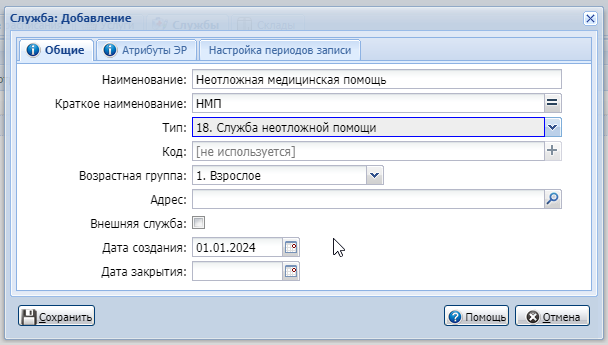 Служба: Добавление
Общие Атрибуты ЭР Настройка периодов записи
Наименование: Неотложная медицинская помощь
Краткое наименование: НМП
Тип: 18. Служба неотложной помощи
Код: [не используется]
Возрастная группа: 1. Взрослое
Адрес:
Внешняя служба:
Дата создания: 01.01.2024
Дата закрытия:
Сохранить Помощь Отмена